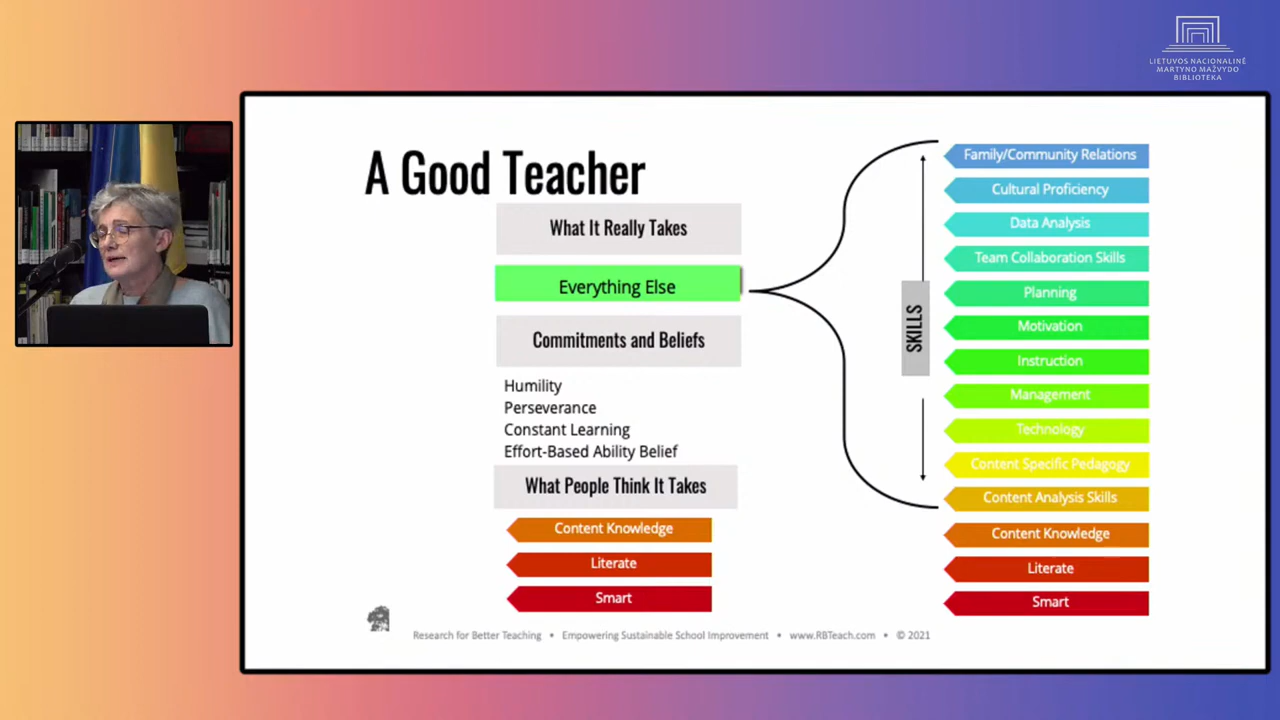 LIETUVOS NACIONALINĖ
MARTYNO MAŽVYDO
BIBLIOTEKA
A Good Teacher
What It Really Takes
Everything Else
Commitments and Beliefs
Humility
Perseverance
Constant Learning
Effort-Based Ability Belief
What People Think It Takes
Content Knowledge
Literate
Smart
SKILLS
Family/Community Relations
Cultural Proficiency
Data Analysis
Team Collaboration Skills
Planning
Motivation
Instruction
Management
Technology
Content Specific Pedagogy
Content Analysis Skills
Content Knowledge
Literate
Smart
Research for Better Teaching • Empowering Sustainable School Improvement • www.RBTeach.com • © 2021